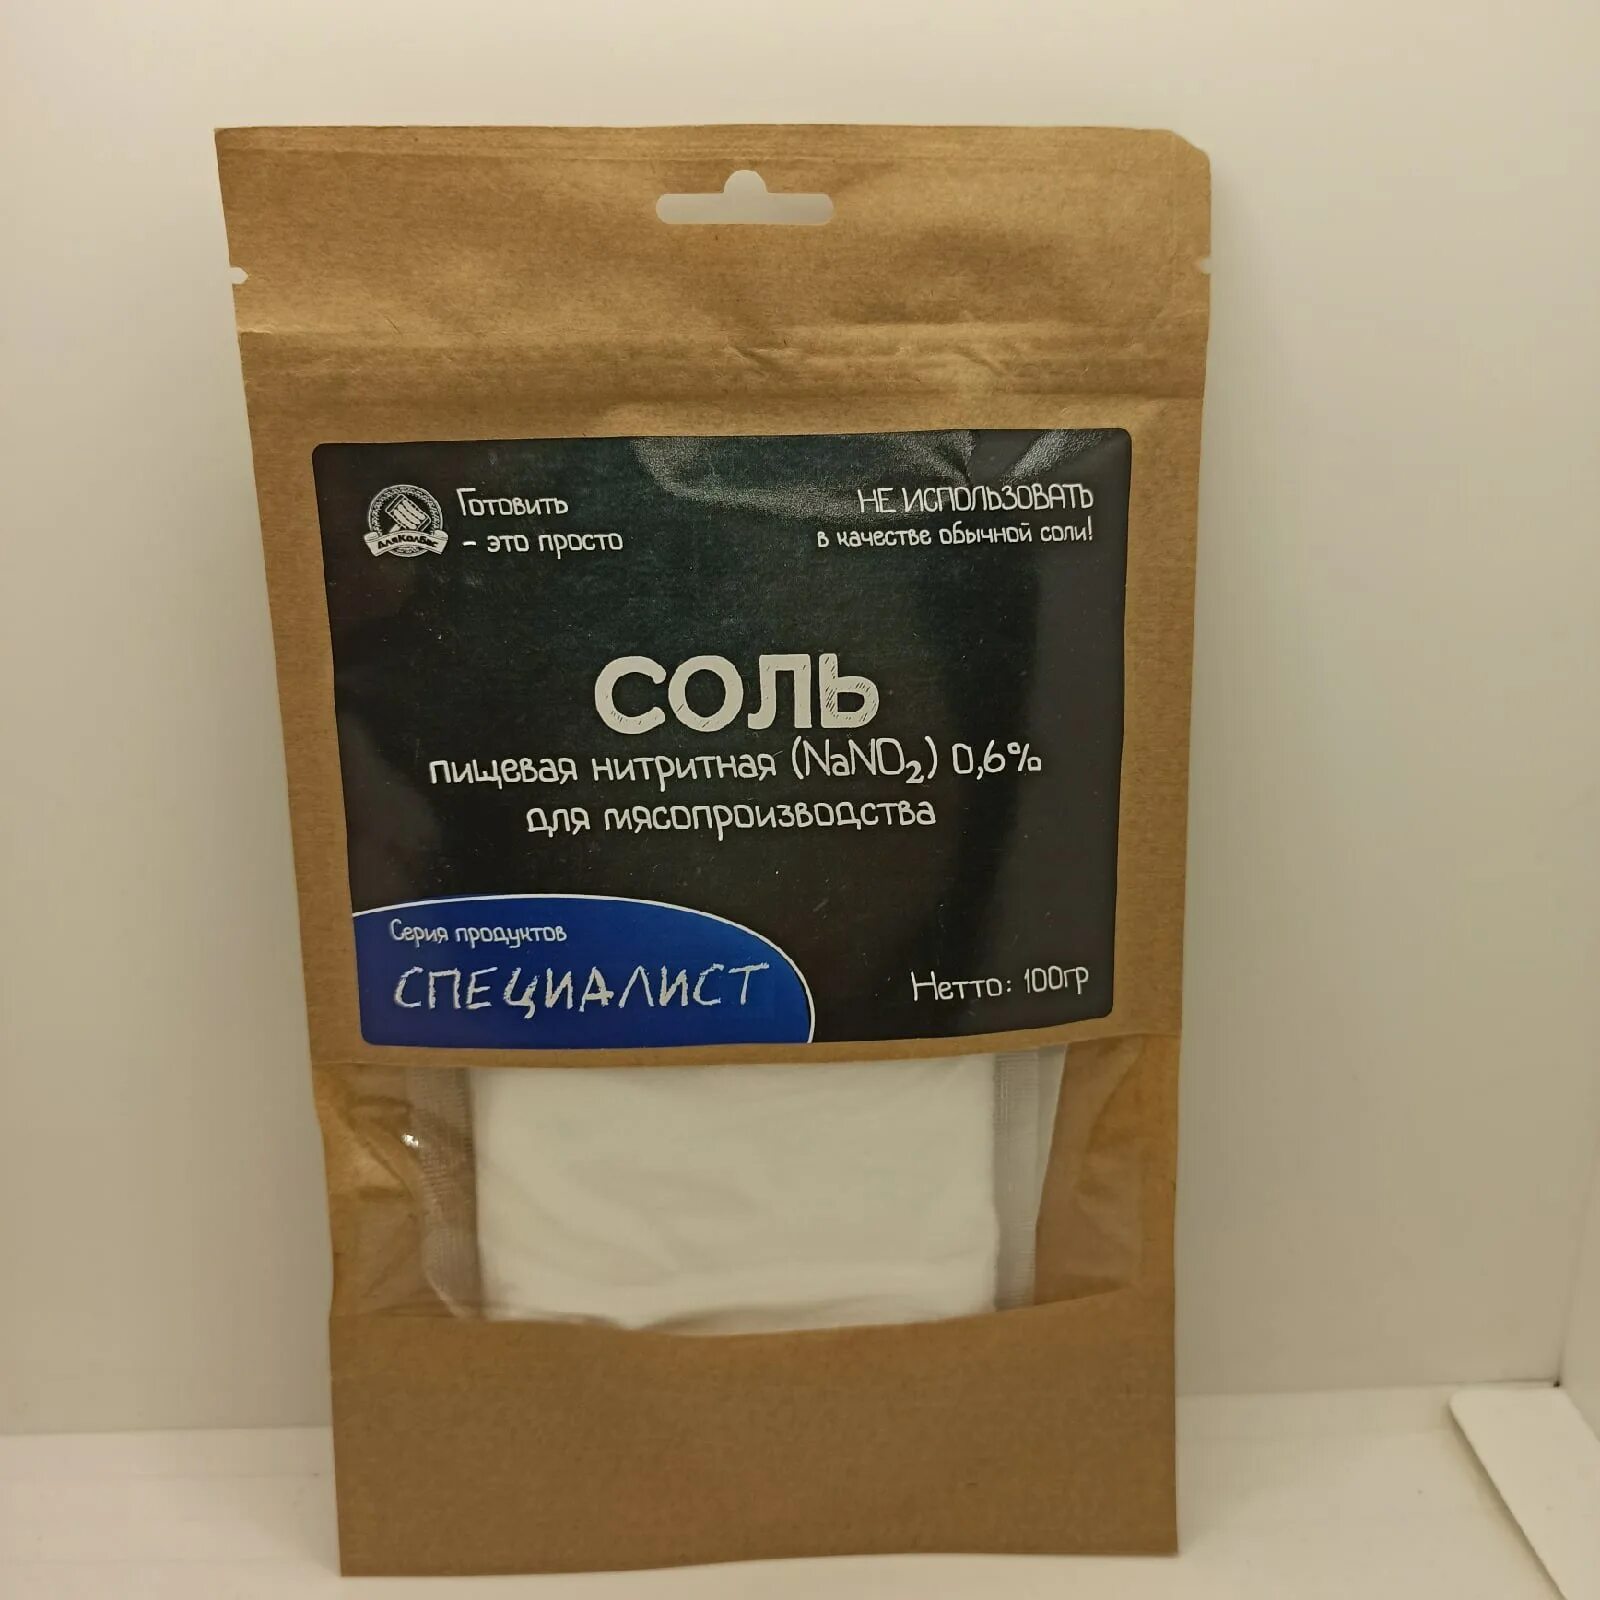 АляКолбас
Готовить
- это просто
НЕ ИСПОЛЬЗОВАТЬ
в качестве обычной соли!
СОЛЬ
пищевая нитритная (NaNO₂) 0,6%
для мясопроизводства
Серия продуктов
СПЕЦИАЛИСТ
Нетто: 100гр